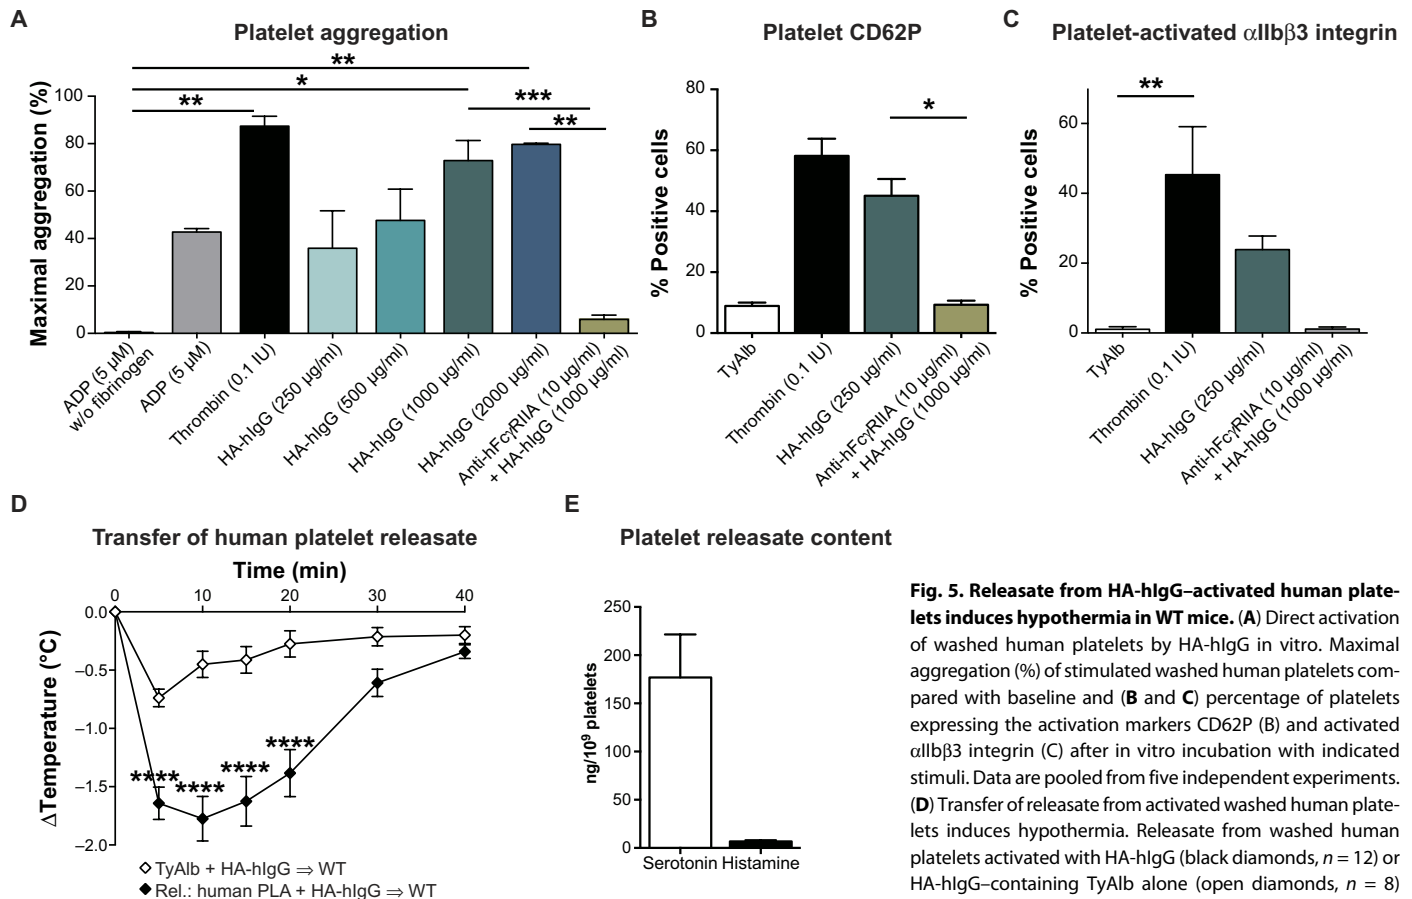 A
Platelet aggregation
Maximal aggregation (%)
100
80
60
40
20
0
**
*
**
***
**
ADP (5 µM)
w/o fibrinogen
ADP (5 µM)
Thrombin (0.1 IU)
HA-hIgG (250 µg/ml)
HA-hIgG (500 µg/ml)
HA-hIgG (1000 µg/ml)
HA-hIgG (2000 µg/ml)
Anti-hFcγRIIA (10 µg/ml)
+ HA-hIgG (1000 µg/ml)
B
Platelet CD62P
% Positive cells
80
60
40
20
0
*
TyAlb
Thrombin (0.1 IU)
HA-hIgG (250 µg/ml)
Anti-hFcγRIIA (10 µg/ml)
+ HA-hIgG (1000 µg/ml)
C
Platelet-activated αIIbβ3 integrin
% Positive cells
60
40
20
0
**
TyAlb
Thrombin (0.1 IU)
HA-hIgG (250 µg/ml)
Anti-hFcγRIIA (10 µg/ml)
+ HA-hIgG (1000 µg/ml)
D
Transfer of human platelet releasate
Time (min)
0 10 20 30 40
ΔTemperature (°C)
0.0
–0.5
–1.0
–1.5
–2.0
****
****
****
****
TyAlb + HA-hIgG ⇒ WT
Rel.: human PLA + HA-hIgG ⇒ WT
E
Platelet releasate content
ng/10⁹ platelets
250
200
150
100
50
0
Serotonin Histamine
Fig. 5. Releasate from HA-hIgG–activated human plate-
lets induces hypothermia in WT mice. (A) Direct activation
of washed human platelets by HA-hIgG in vitro. Maximal
aggregation (%) of stimulated washed human platelets com-
pared with baseline and (B and C) percentage of platelets
expressing the activation markers CD62P (B) and activated
αIIbβ3 integrin (C) after in vitro incubation with indicated
stimuli. Data are pooled from five independent experiments.
(D) Transfer of releasate from activated washed human plate-
lets induces hypothermia. Releasate from washed human
platelets activated with HA-hIgG (black diamonds, n = 12) or
HA-hIgG–containing TyAlb alone (open diamonds, n = 8)